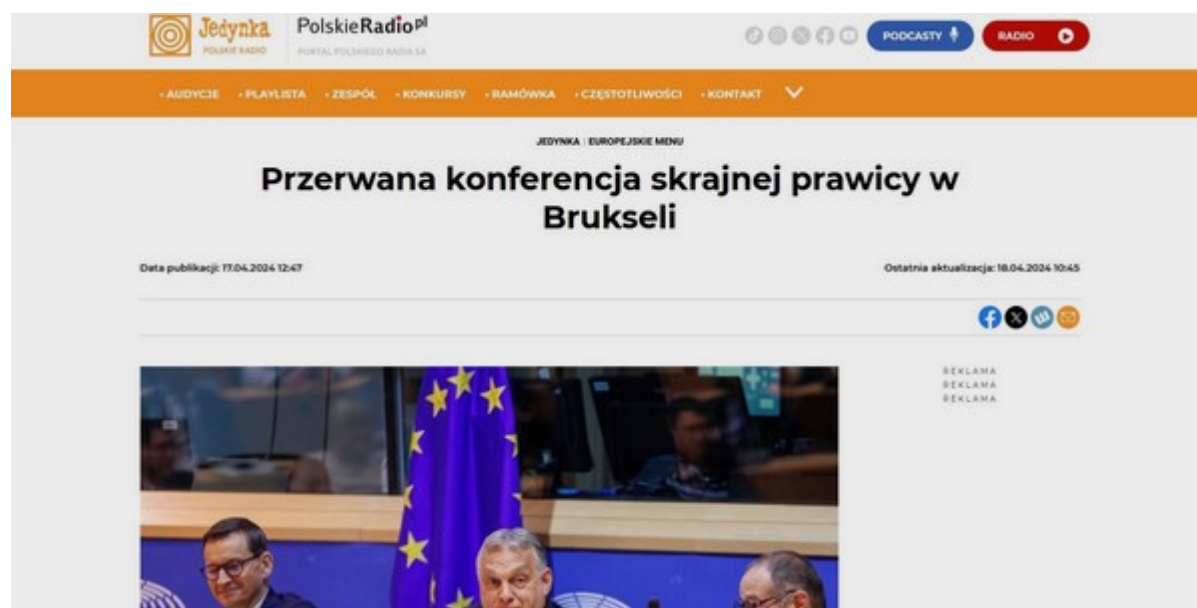 Jedynka
POLSKIE RADIO
PolskieRadio.pl
PORTAL POLSKIEGO RADIA SA
PODCASTY
RADIO
AUDYCJE
PLAYLISTA
ZESPÓŁ
KONKURSY
RAMÓWKA
CZĘSTOTLIWOŚCI
KONTAKT
JEDYNKA | EUROPEJSKIE MENU
Przerwana konferencja skrajnej prawicy w
Brukseli
Data publikacji: 17.04.2024 12:47
Ostatnia aktualizacja: 18.04.2024 10:45
REKLAMA
REKLAMA
REKLAMA